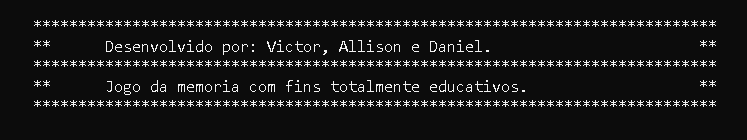 ****************************************************************************
**      Desenvolvido por: Victor, Allison e Daniel.                       **
****************************************************************************
**      Jogo da memoria com fins totalmente educativos.                   **
****************************************************************************